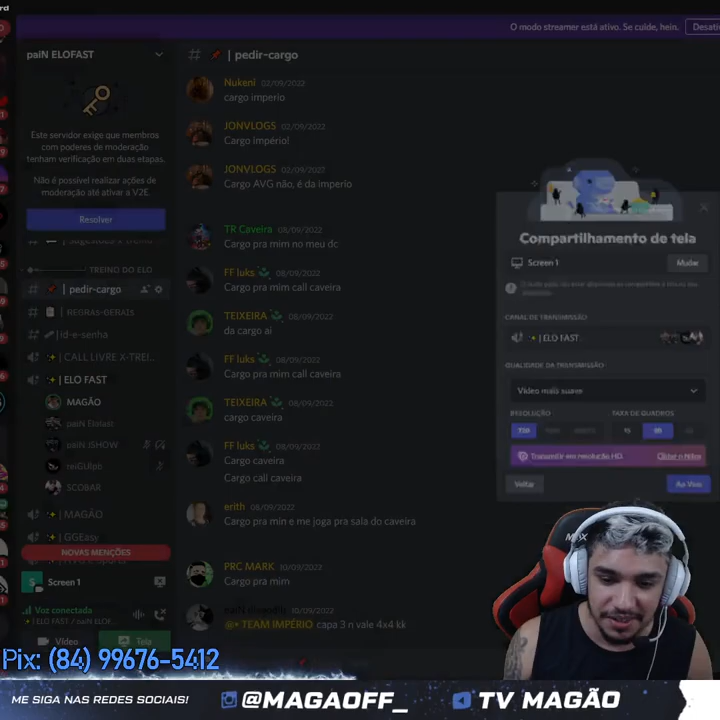 rd
O modo streamer está ativo. Se cuide, hein.
Desati
paiN ELOFAST
# | pedir-cargo
Este servidor exige que membros
com poderes de moderação
tenham verificação em duas etapas.
Não é possível realizar ações de
moderação até ativar a V2E.
Resolver
TREINO DO ELO
# | pedir-cargo
# | REGRAS-GERAIS
id-e-senha
CALL LIVRE X-TREI...
| ELO FAST
MAGÃO
paiN Elofast
paiN ISHOW
reiGUIpb
SCOBAR
| MAGÃO
| GGEasy
NOVAS MENÇÕES
Screen 1
Voz conectada
Vídeo
Tela
Nukeni 02/09/2022
cargo imperio
JONVLOGS 02/09/2022
Cargo império!
JONVLOGS 02/09/2022
Cargo AVG não, é da imperio
TR Caveira 08/09/2022
Cargo pra mim no meu dc
FF luks 08/09/2022
Cargo pra mim call caveira
TEIXEIRA 08/09/2022
da cargo ai
FF luks 08/09/2022
Cargo pra mim call caveira
TEIXEIRA 08/09/2022
cargo caveira
FF luks 08/09/2022
Cargo caveira
Cargo call caveira
erith 08/09/2022
Cargo pra min e me joga pra sala do caveira
PRC MARK 10/09/2022
Cargo pra mim
10/09/2022
TEAM IMPÉRIO capa 3 n vale 4x4 kk
Compartilhamento de tela
Screen 1
Mudar
CANAL DE TRANSMISSÃO
| ELO FAST
QUALIDADE DA TRANSMISSÃO
Vídeo mais suave
RESOLUÇÃO
TAXA DE QUADROS
720
15
Transmitir em resolução HD.
Obter o Nitro
Voltar
Ao Vivo
Pix: (84) 99676-5412
ME SIGA NAS REDES SOCIAIS!
@MAGAOFF_
TV MAGÃO